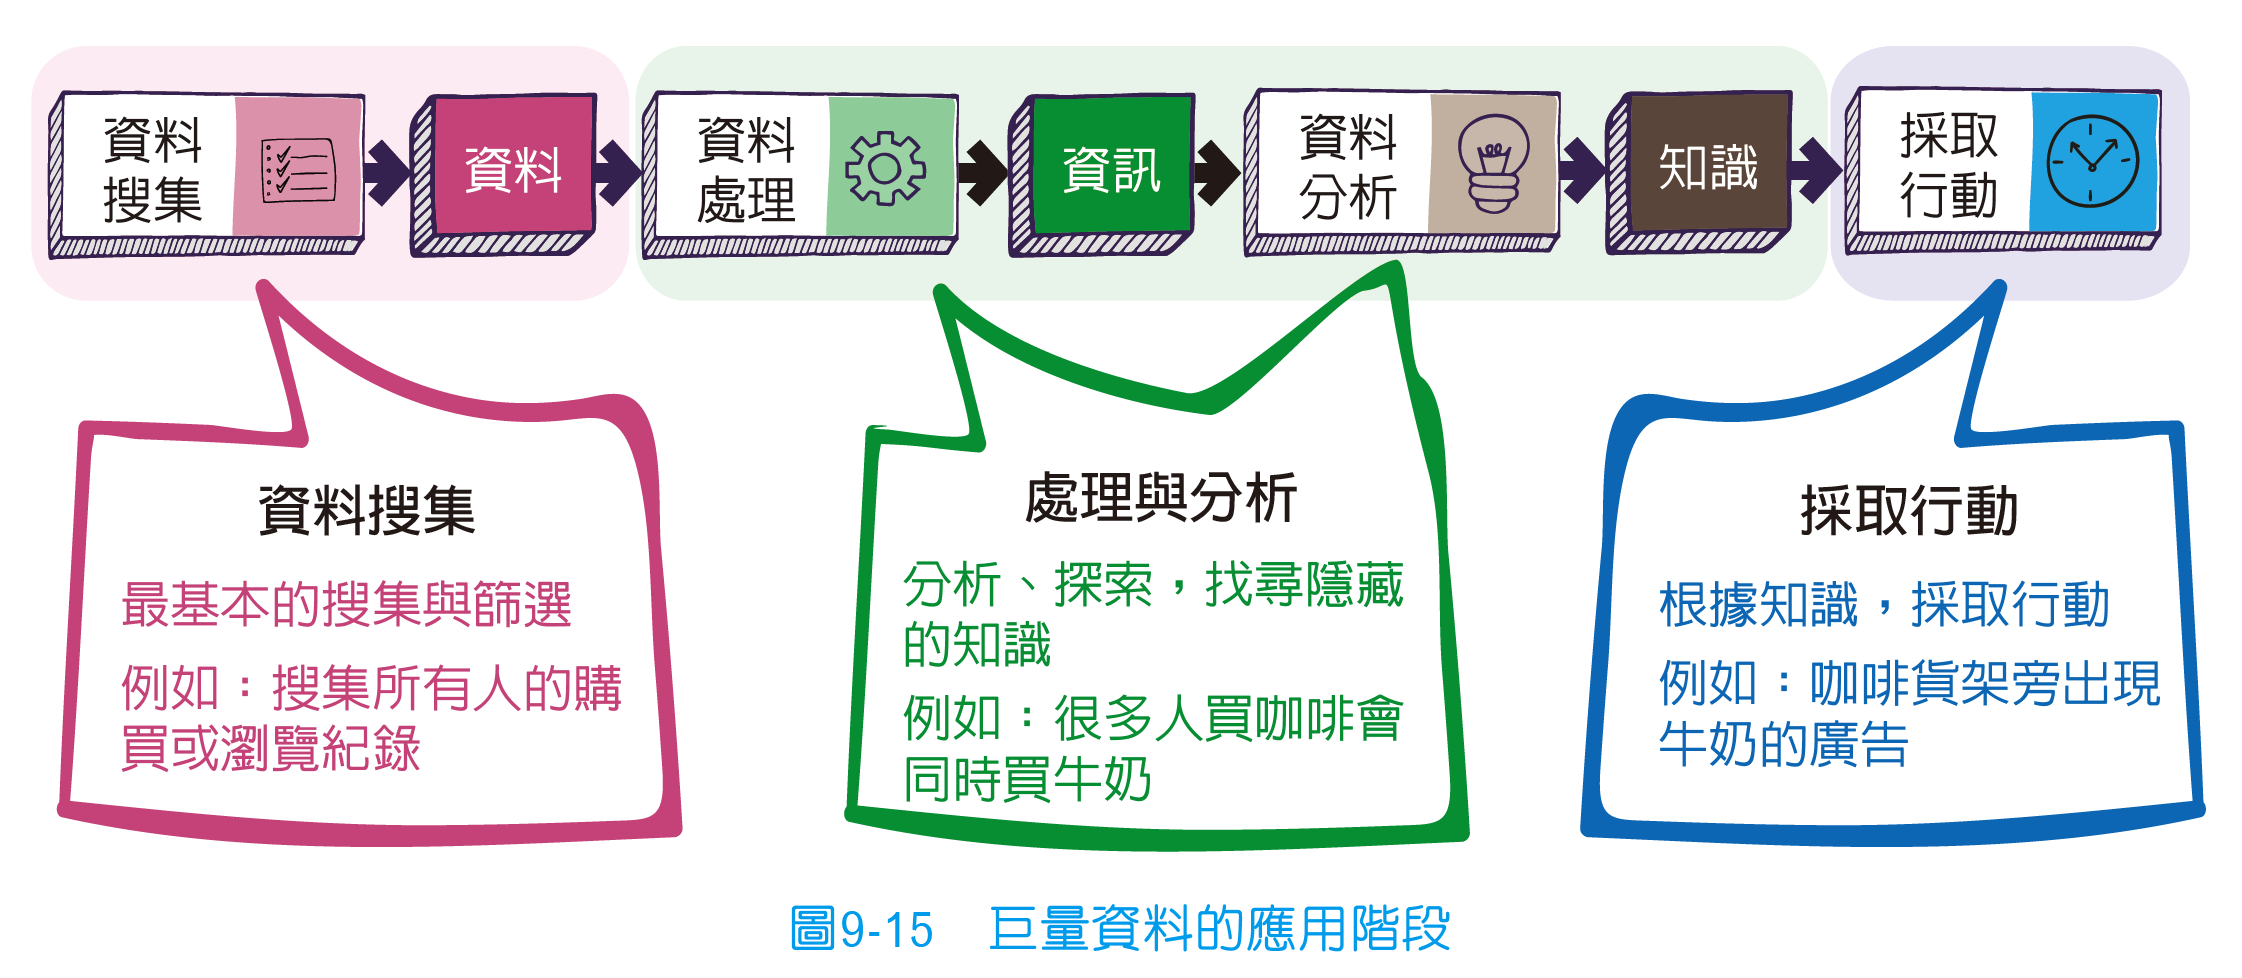 資料
搜集
資料
資料
處理
資訊
資料
分析
知識
採取
行動
資料搜集
最基本的搜集與篩選
例如：搜集所有人的購
買或瀏覽紀錄
處理與分析
分析、探索，找尋隱藏
的知識
例如：很多人買咖啡會
同時買牛奶
採取行動
根據知識，採取行動
例如：咖啡貨架旁出現
牛奶的廣告
圖9-15　巨量資料的應用階段